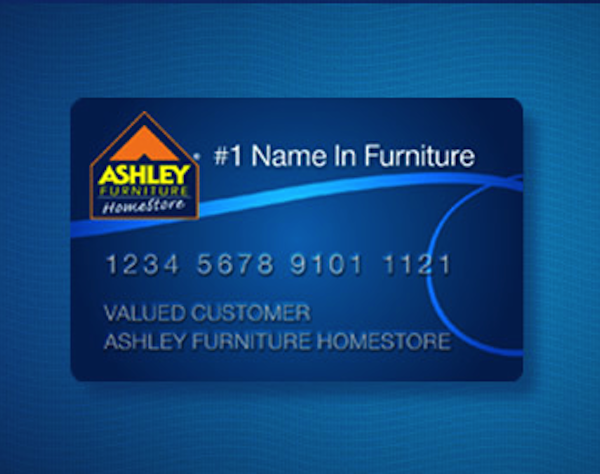 #1 Name In Furniture
ASHLEY®
FURNITURE
HomeStore
1234 5678 9101 1121
VALUED CUSTOMER
ASHLEY FURNITURE HOMESTORE